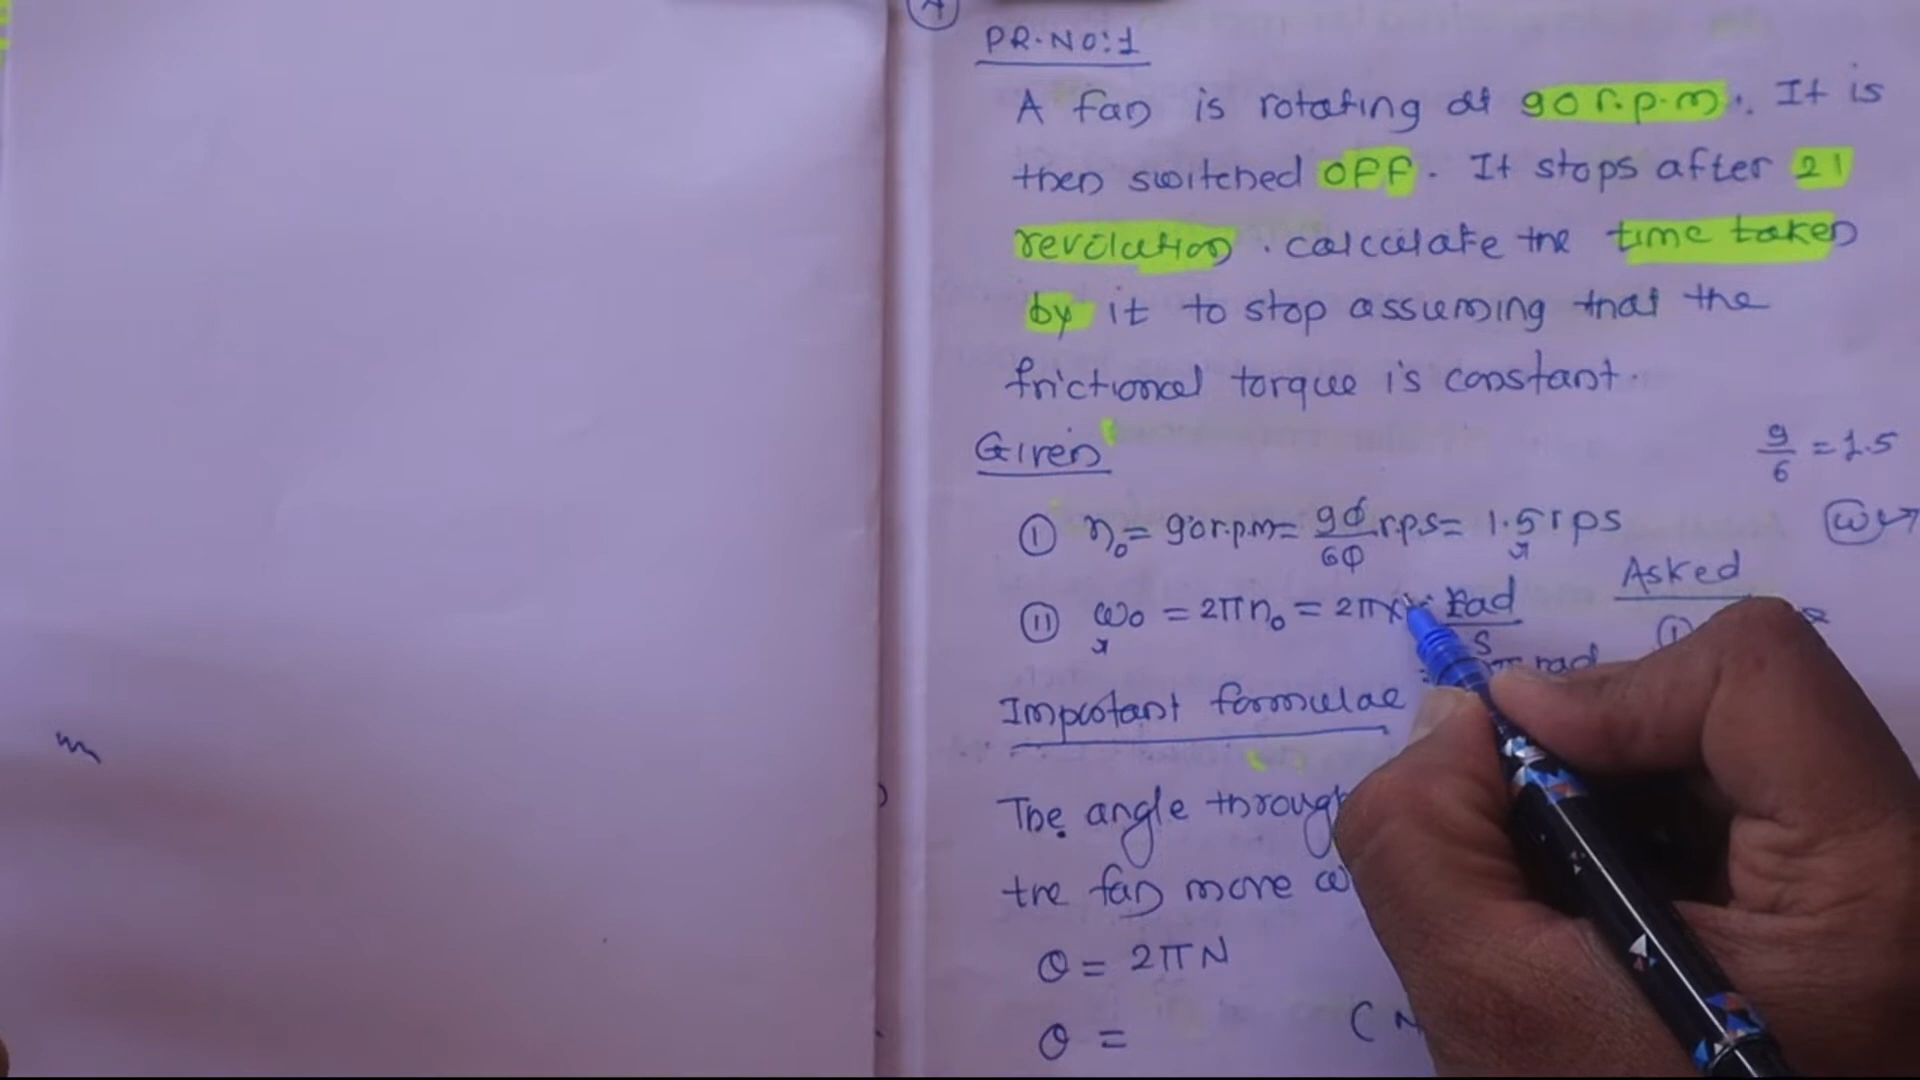 PR.NO:1
A fan is rotating at 90 r.p.m. It is
then switched OFF. It stops after 21
revolution. calculate the time taken
by it to stop assuming that the
frictional torque is constant.
Given
9/6 = 1.5
① n₀ = 90 r.p.m = 90/60 r.p.s = 1.5 rps
ω
Asked
② ω₀ = 2πn₀ = 2π× rad/s
①
rad
Important formulae
The angle through
the fan move
θ = 2πN
θ = ( N